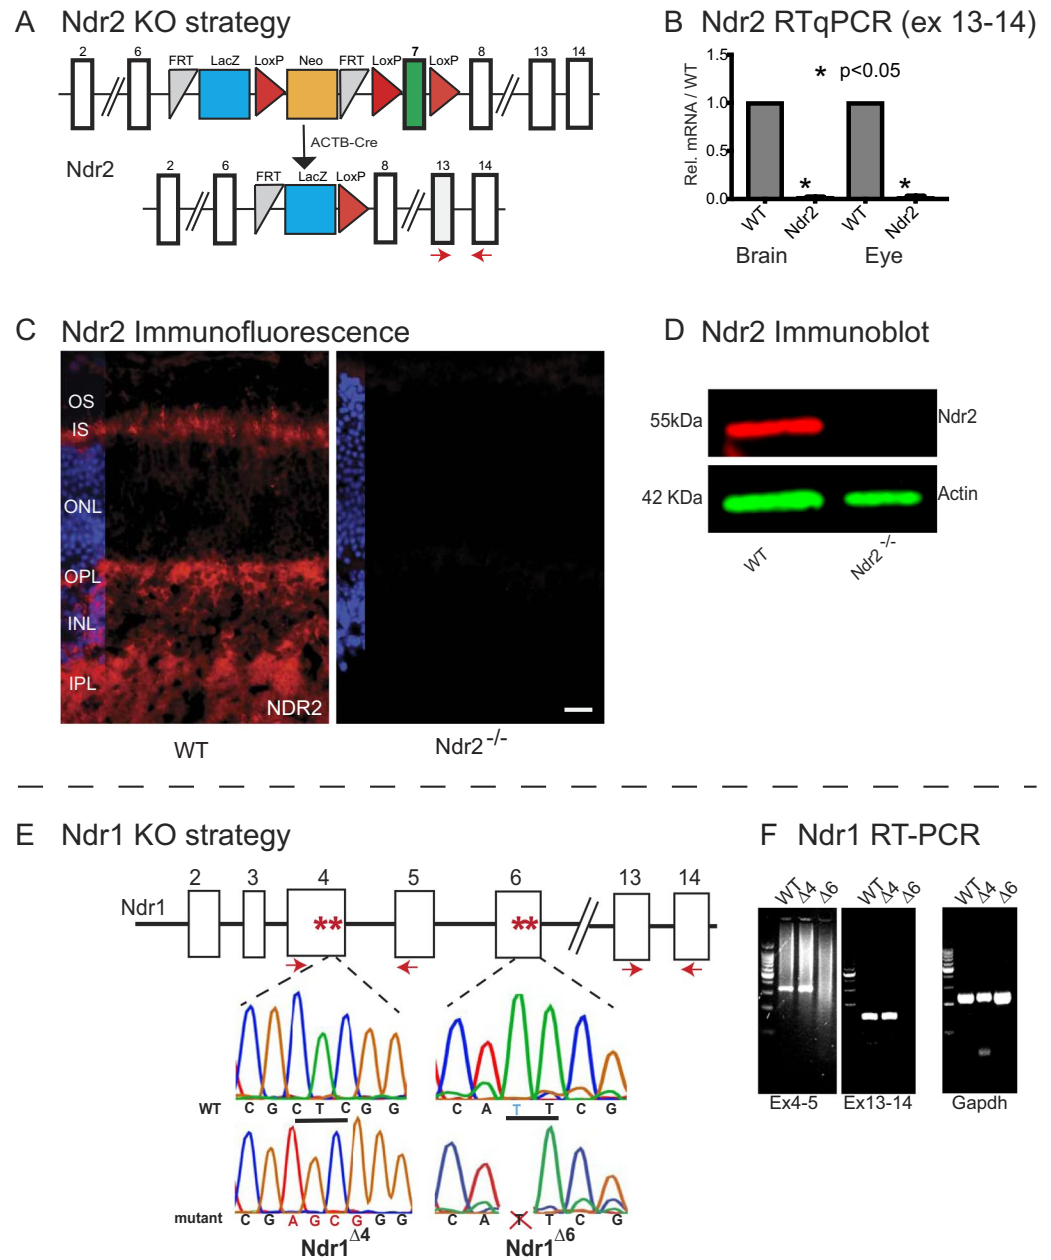 A Ndr2 KO strategy
2 6 FRT LacZ LoxP Neo FRT LoxP 7 LoxP 8 13 14
ACTB-Cre
Ndr2
2 6 FRT LacZ LoxP 8 13 14
B Ndr2 RTqPCR (ex 13-14)
Rel. mRNA / WT
1.5
1.0
0.5
0.0
* p<0.05
* *
WT Ndr2 WT Ndr2
Brain Eye
C Ndr2 Immunofluorescence
OS
IS
ONL
OPL
INL
IPL
NDR2
WT Ndr2 -/-
D Ndr2 Immunoblot
55kDa Ndr2
42 KDa Actin
WT Ndr2 -/-
E Ndr1 KO strategy
2 3 4 5 6 13 14
Ndr1 ** **
WT C G C T C G G C A T T C G
mutant C G A G C G G G C A T T C G
Ndr1 Δ4 Ndr1 Δ6
F Ndr1 RT-PCR
WT Δ4 Δ6 WT Δ4 Δ6 WT Δ4 Δ6
Ex4-5 Ex13-14 Gapdh